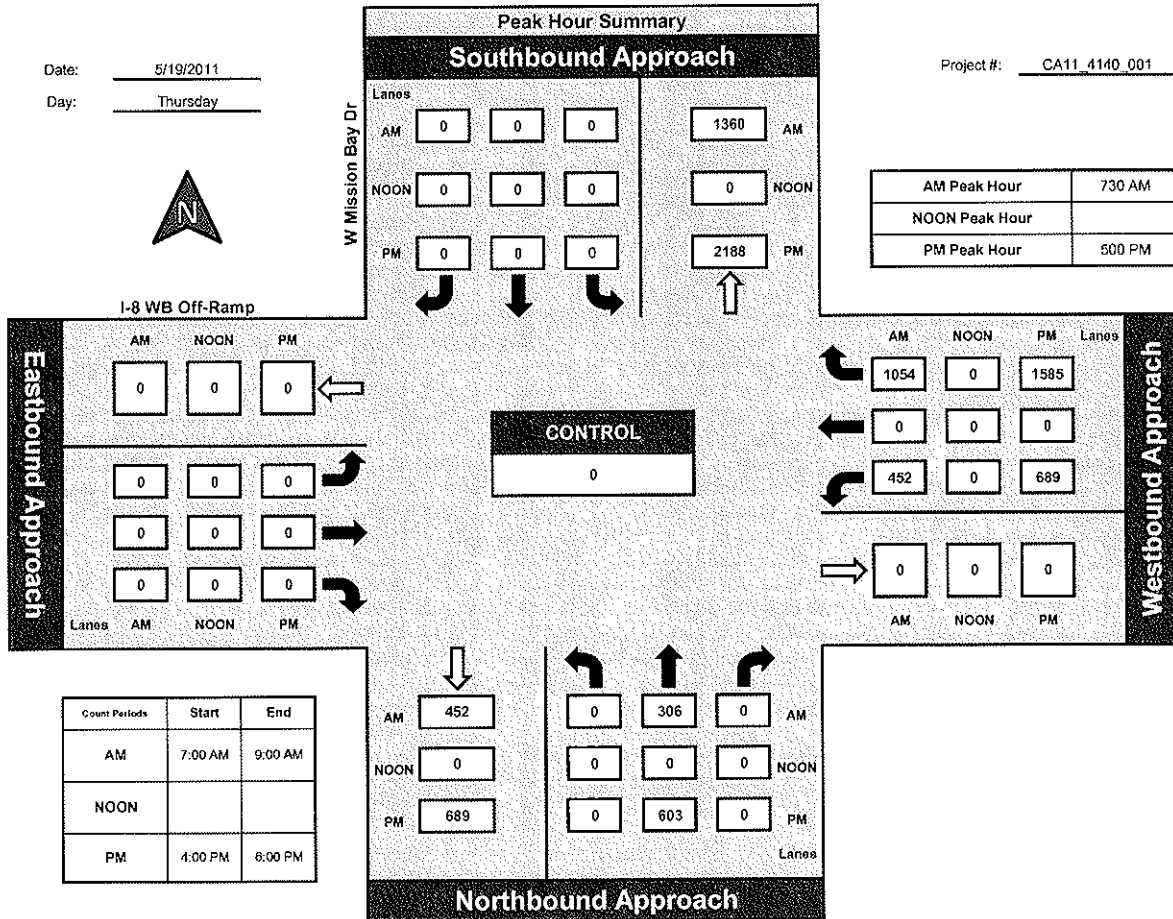 Peak Hour Summary
Southbound Approach
Date: 5/19/2011
Day: Thursday
Project #: CA11_4140_001
N
W Mission Bay Dr
Lanes
AM 0 0 0 1360 AM
NOON 0 0 0 0 NOON
PM 0 0 0 2188 PM
AM Peak Hour 730 AM
NOON Peak Hour
PM Peak Hour 500 PM
I-8 WB Off-Ramp
Eastbound Approach
AM NOON PM
0 0 0
0 0 0
0 0 0
0 0 0
Lanes AM NOON PM
CONTROL
0
AM NOON PM Lanes
1054 0 1585
0 0 0
452 0 689
0 0 0
AM NOON PM
Westbound Approach
Count Periods Start End
AM 7:00 AM 9:00 AM
NOON
PM 4:00 PM 6:00 PM
AM 452 0 306 0 AM
NOON 0 0 0 0 NOON
PM 689 0 603 0 PM
Lanes
Northbound Approach